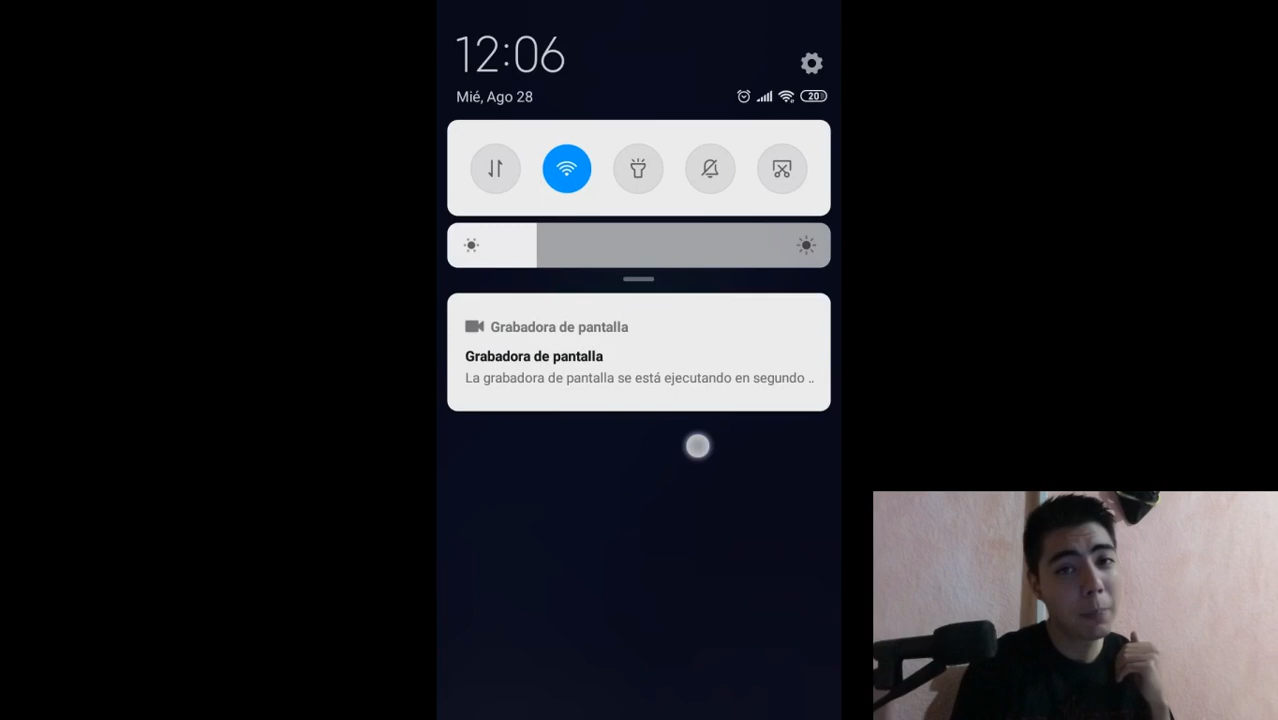 12:06
Mié, Ago 28
20
Grabadora de pantalla
Grabadora de pantalla
La grabadora de pantalla se está ejecutando en segundo ..